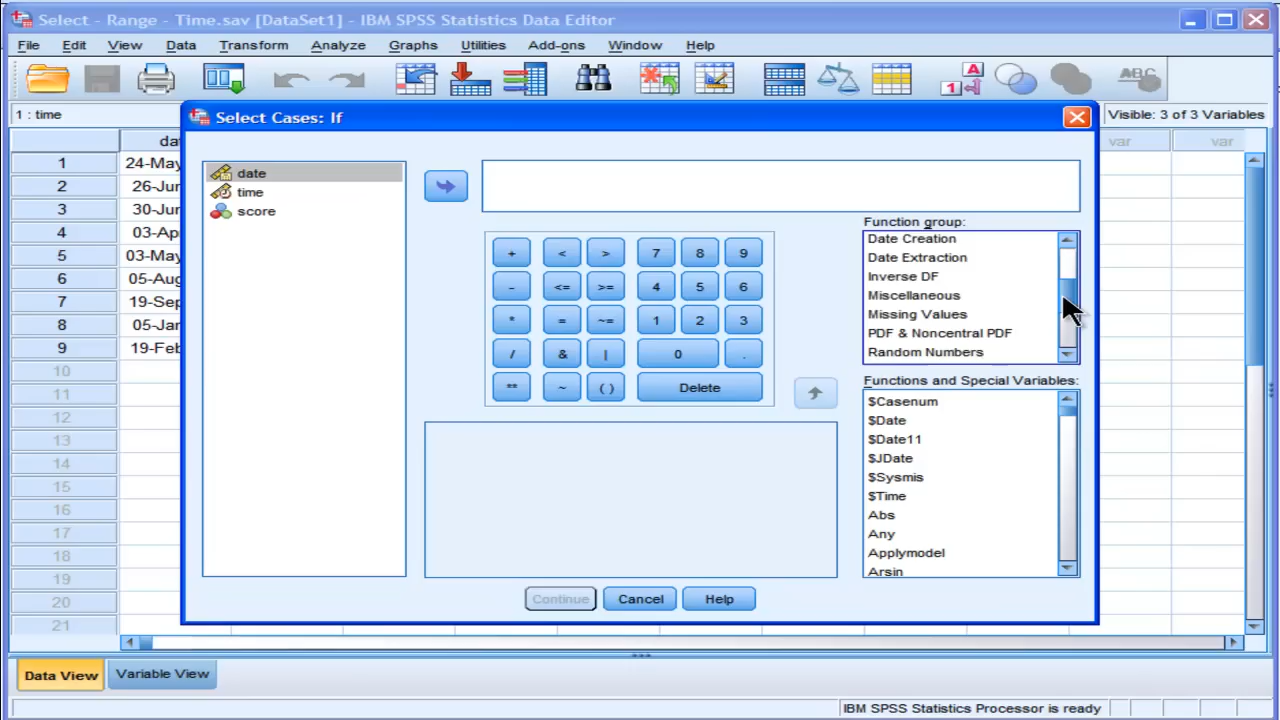 Select - Range - Time.sav [DataSet1] - IBM SPSS Statistics Data Editor
File Edit View Data Transform Analyze Graphs Utilities Add-ons Window Help
1 A ABC
1 : time
Visible: 3 of 3 Variables
Select Cases: If
var var
1 24-May
2 26-Jun
3 30-Jun
4 03-Ap
5 03-May
6 05-Aug
7 19-Sep
8 05-Jan
9 19-Feb
10
11
12
13
14
15
16
17
18
19
20
21
date
time
score
+ < > 7 8 9
- <= >= 4 5 6
* = ~= 1 2 3
/ & | 0 .
** ~ ( ) Delete
Function group:
Date Creation
Date Extraction
Inverse DF
Miscellaneous
Missing Values
PDF & Noncentral PDF
Random Numbers
Functions and Special Variables:
$Casenum
$Date
$Date11
$JDate
$Sysmis
$Time
Abs
Any
Applymodel
Arsin
Continue Cancel Help
Data View Variable View
IBM SPSS Statistics Processor is ready